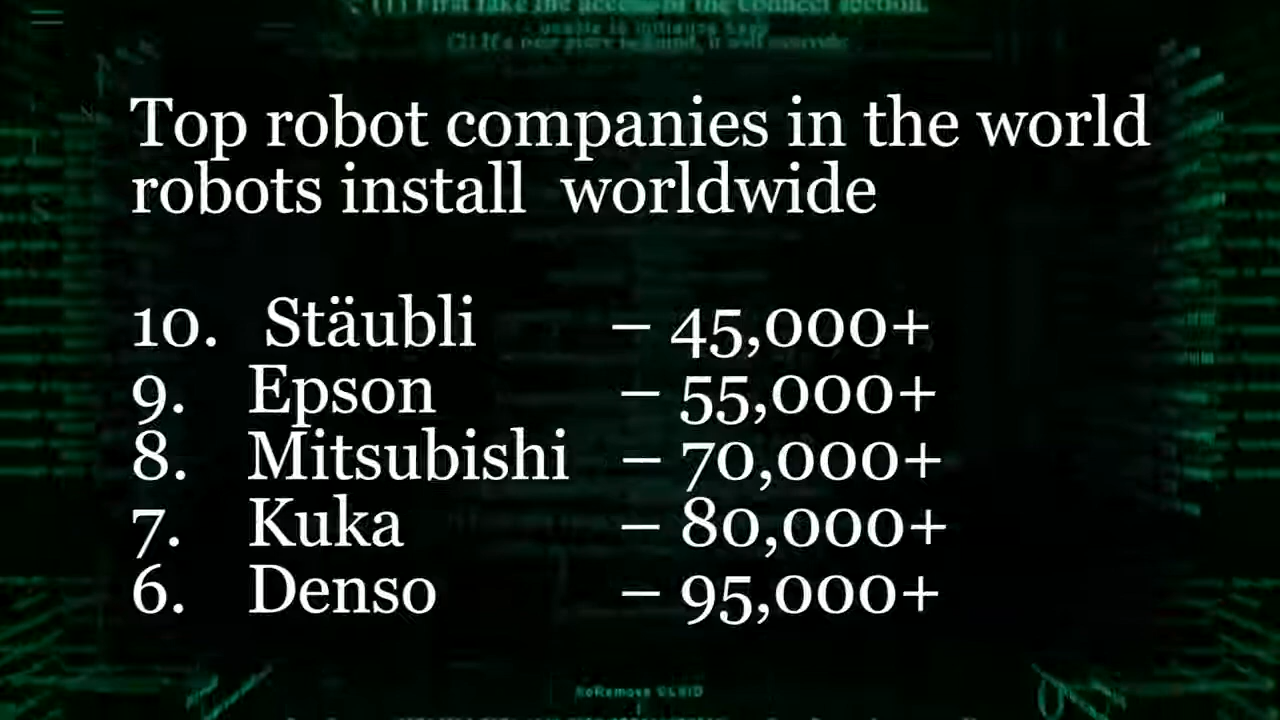 Top robot companies in the world
robots install worldwide
10. Stäubli – 45,000+
9. Epson – 55,000+
8. Mitsubishi – 70,000+
7. Kuka – 80,000+
6. Denso – 95,000+